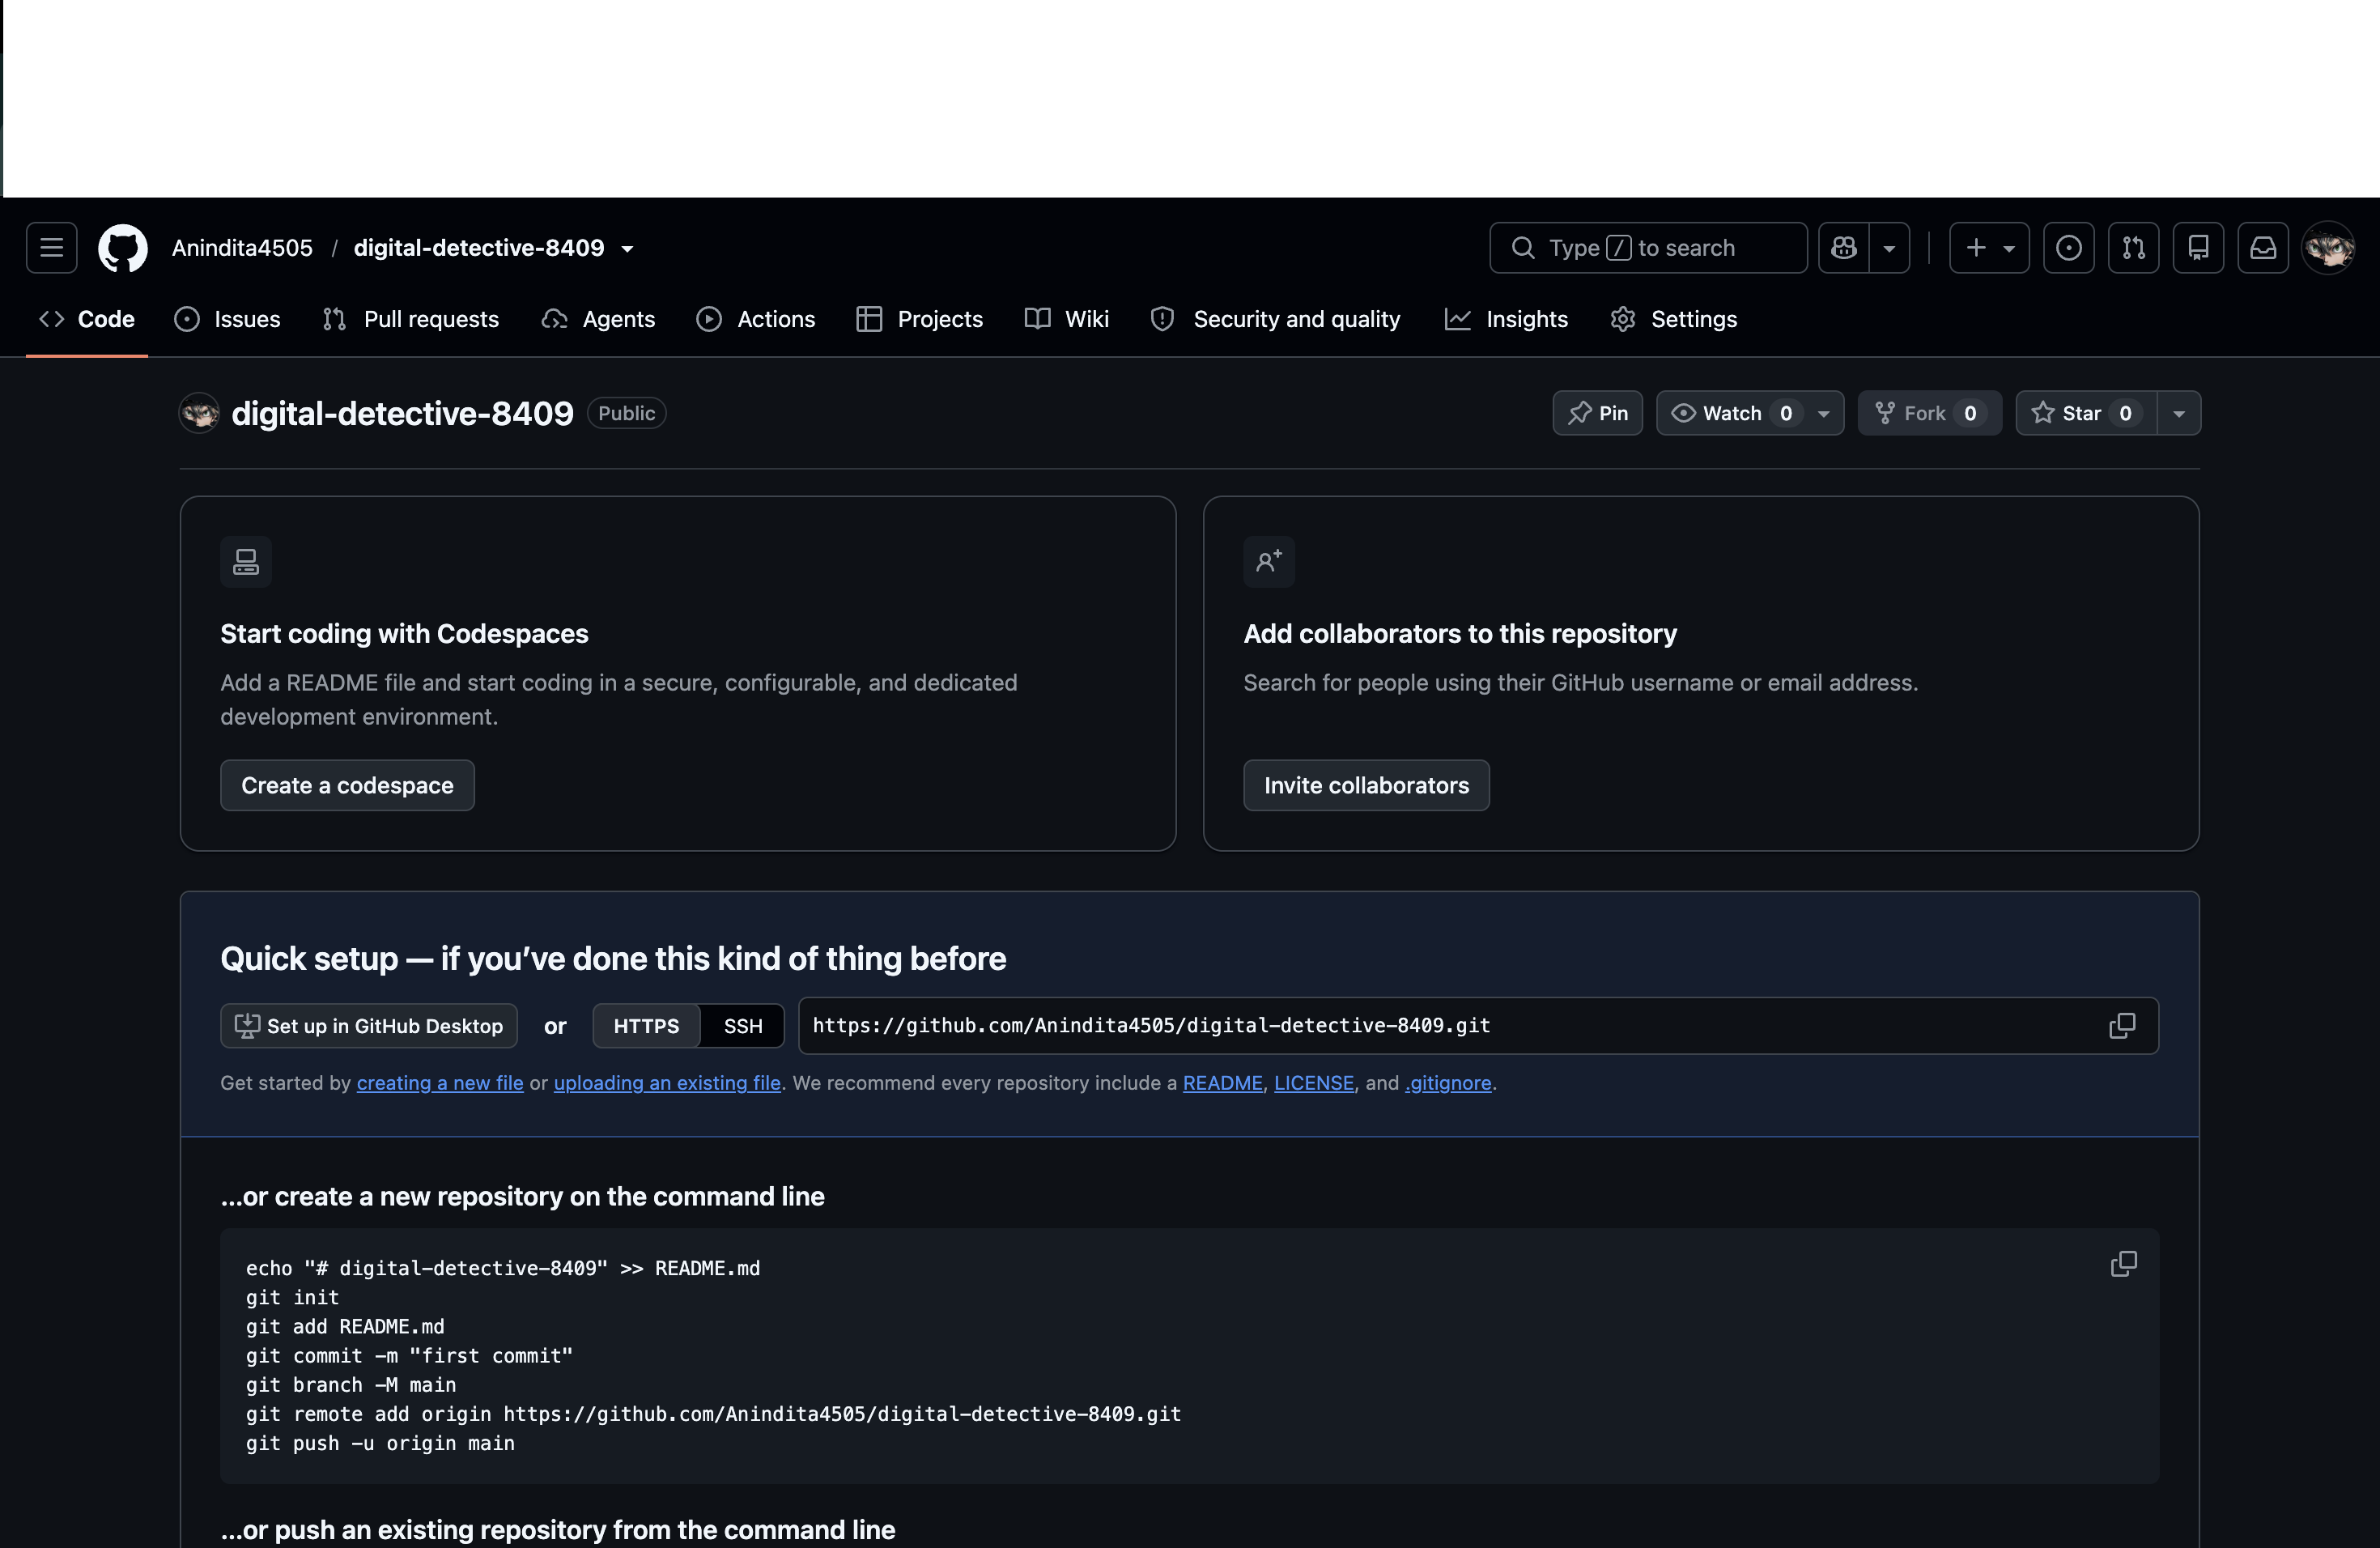 Anindita4505 / digital-detective-8409
Type / to search
Code Issues Pull requests Agents Actions Projects Wiki Security and quality Insights Settings
digital-detective-8409 Public
Pin Watch 0 Fork 0 Star 0
Start coding with Codespaces
Add a README file and start coding in a secure, configurable, and dedicated
development environment.
Create a codespace
Add collaborators to this repository
Search for people using their GitHub username or email address.
Invite collaborators
Quick setup — if you’ve done this kind of thing before
Set up in GitHub Desktop or HTTPS SSH https://github.com/Anindita4505/digital-detective-8409.git
Get started by creating a new file or uploading an existing file. We recommend every repository include a README, LICENSE, and .gitignore.
…or create a new repository on the command line
echo "# digital-detective-8409" >> README.md
git init
git add README.md
git commit -m "first commit"
git branch -M main
git remote add origin https://github.com/Anindita4505/digital-detective-8409.git
git push -u origin main
…or push an existing repository from the command line